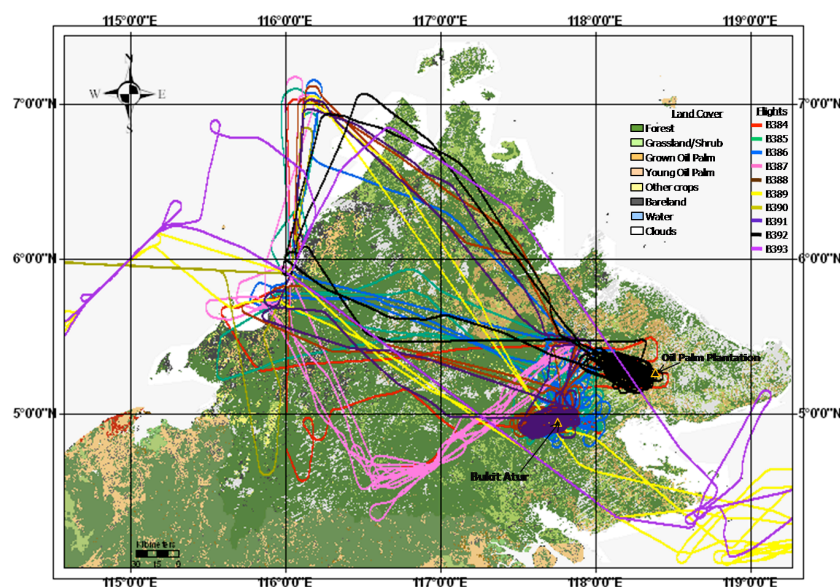 115°0'0"E 116°0'0"E 117°0'0"E 118°0'0"E 119°0'0"E
N
W E
S
7°0'0"N 7°0'0"N
Land Cover
Forest
Grassland/Shrub
Grown Oil Palm
Young Oil Palm
Other crops
Bareland
Water
Clouds
Flights
B384
B385
B386
B387
B388
B389
B390
B391
B392
B393
6°0'0"N 6°0'0"N
Oil Palm Plantation
5°0'0"N 5°0'0"N
Bukit Atur
Kilometers
30 15 0
115°0'0"E 116°0'0"E 117°0'0"E 118°0'0"E 119°0'0"E